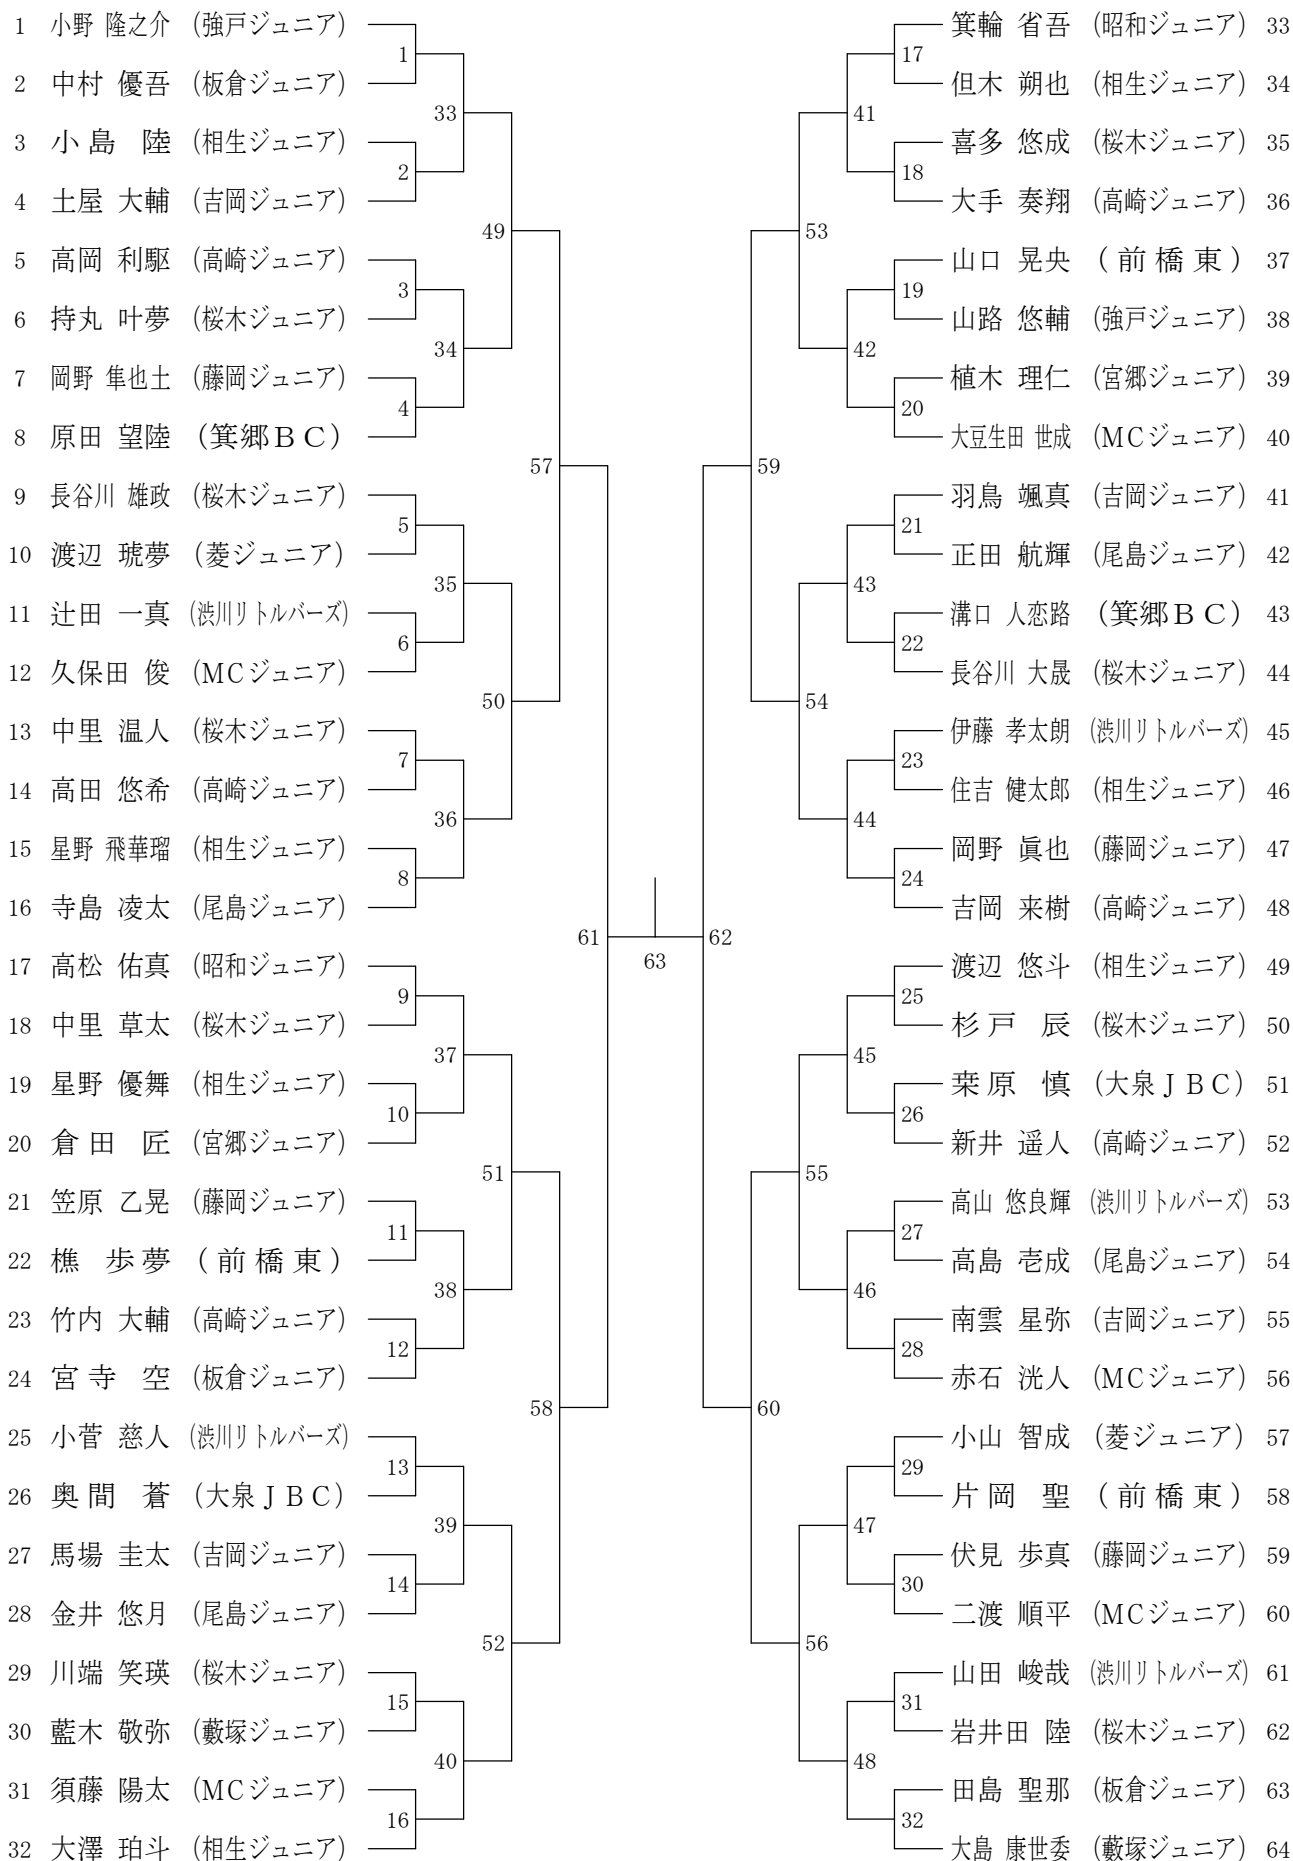 1 小野 隆之介 (強戸ジュニア)
2 中村 優吾 (板倉ジュニア)
3 小島 陸 (相生ジュニア)
4 土屋 大輔 (吉岡ジュニア)
5 高岡 利駆 (高崎ジュニア)
6 持丸 叶夢 (桜木ジュニア)
7 岡野 隼也土 (藤岡ジュニア)
8 原田 望陸 (箕郷BC)
9 長谷川 雄政 (桜木ジュニア)
10 渡辺 琥夢 (菱ジュニア)
11 辻田 一真 (渋川リトルバーズ)
12 久保田 俊 (MCジュニア)
13 中里 温人 (桜木ジュニア)
14 高田 悠希 (高崎ジュニア)
15 星野 飛華瑠 (相生ジュニア)
16 寺島 凌太 (尾島ジュニア)
17 高松 佑真 (昭和ジュニア)
18 中里 草太 (桜木ジュニア)
19 星野 優舞 (相生ジュニア)
20 倉田 匠 (宮郷ジュニア)
21 笠原 乙晃 (藤岡ジュニア)
22 樵 歩夢 (前橋東)
23 竹内 大輔 (高崎ジュニア)
24 宮寺 空 (板倉ジュニア)
25 小菅 慈人 (渋川リトルバーズ)
26 奥間 蒼 (大泉JBC)
27 馬場 圭太 (吉岡ジュニア)
28 金井 悠月 (尾島ジュニア)
29 川端 笑瑛 (桜木ジュニア)
30 藍木 敬弥 (藪塚ジュニア)
31 須藤 陽太 (MCジュニア)
32 大澤 珀斗 (相生ジュニア)
1
2
3
4
5
6
7
8
9
10
11
12
13
14
15
16
33
34
35
36
37
38
39
40
49
50
51
52
57
58
61
63
62
59
60
53
54
55
56
41
42
43
44
45
46
47
48
17
18
19
20
21
22
23
24
25
26
27
28
29
30
31
32
箕輪 省吾 (昭和ジュニア) 33
但木 朔也 (相生ジュニア) 34
喜多 悠成 (桜木ジュニア) 35
大手 奏翔 (高崎ジュニア) 36
山口 晃央 (前橋東) 37
山路 悠輔 (強戸ジュニア) 38
植木 理仁 (宮郷ジュニア) 39
大豆生田 世成 (MCジュニア) 40
羽鳥 颯真 (吉岡ジュニア) 41
正田 航輝 (尾島ジュニア) 42
溝口 人恋路 (箕郷BC) 43
長谷川 大晟 (桜木ジュニア) 44
伊藤 孝太朗 (渋川リトルバーズ) 45
住吉 健太郎 (相生ジュニア) 46
岡野 眞也 (藤岡ジュニア) 47
吉岡 来樹 (高崎ジュニア) 48
渡辺 悠斗 (相生ジュニア) 49
杉戸 辰 (桜木ジュニア) 50
桒原 慎 (大泉JBC) 51
新井 遥人 (高崎ジュニア) 52
高山 悠良輝 (渋川リトルバーズ) 53
高島 壱成 (尾島ジュニア) 54
南雲 星弥 (吉岡ジュニア) 55
赤石 洸人 (MCジュニア) 56
小山 智成 (菱ジュニア) 57
片岡 聖 (前橋東) 58
伏見 歩真 (藤岡ジュニア) 59
二渡 順平 (MCジュニア) 60
山田 峻哉 (渋川リトルバーズ) 61
岩井田 陸 (桜木ジュニア) 62
田島 聖那 (板倉ジュニア) 63
大島 康世委 (藪塚ジュニア) 64